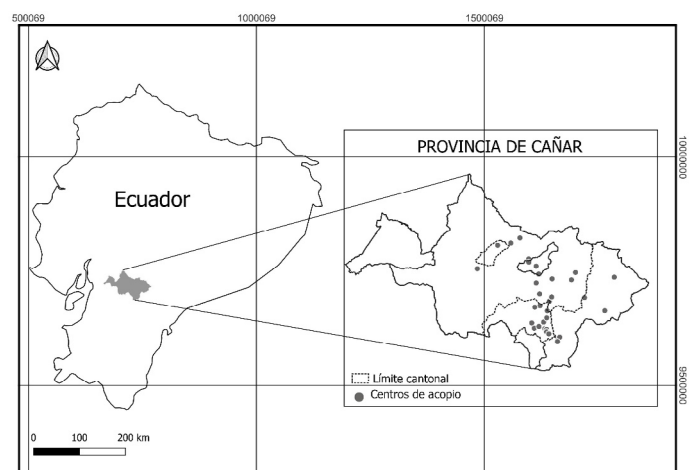 500069 1000069 1500069
PROVINCIA DE CAÑAR
10000000
Ecuador
Límite cantonal
Centros de acopio
9500000
0 100 200 km